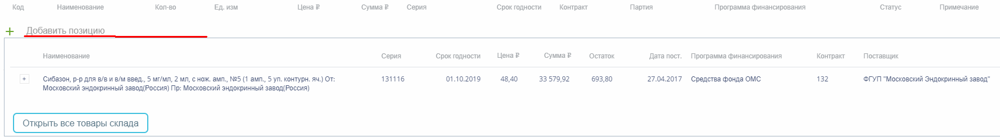 Код Наименование Кол-во Ед. изм Цена ₽ Сумма ₽ Серия Срок годности Контракт Партия Программа финансирования Статус Примечание
+ Добавить позицию
Наименование Серия Срок годности Цена ₽ Сумма ₽ Остаток Дата пост. Программа финансирования Контракт Поставщик
+ Сибазон, р-р для в/в и в/м введ., 5 мг/мл, 2 мл, с нож. амп., №5 (1 амп., 5 уп. контурн. яч.) От: 131116 01.10.2019 48,40 33 579,92 693,80 27.04.2017 Средства фонда ОМС 132 ФГУП "Московский Эндокринный завод"
Московский эндокринный завод(Россия) Пр: Московский эндокринный завод(Россия)
Открыть все товары склада